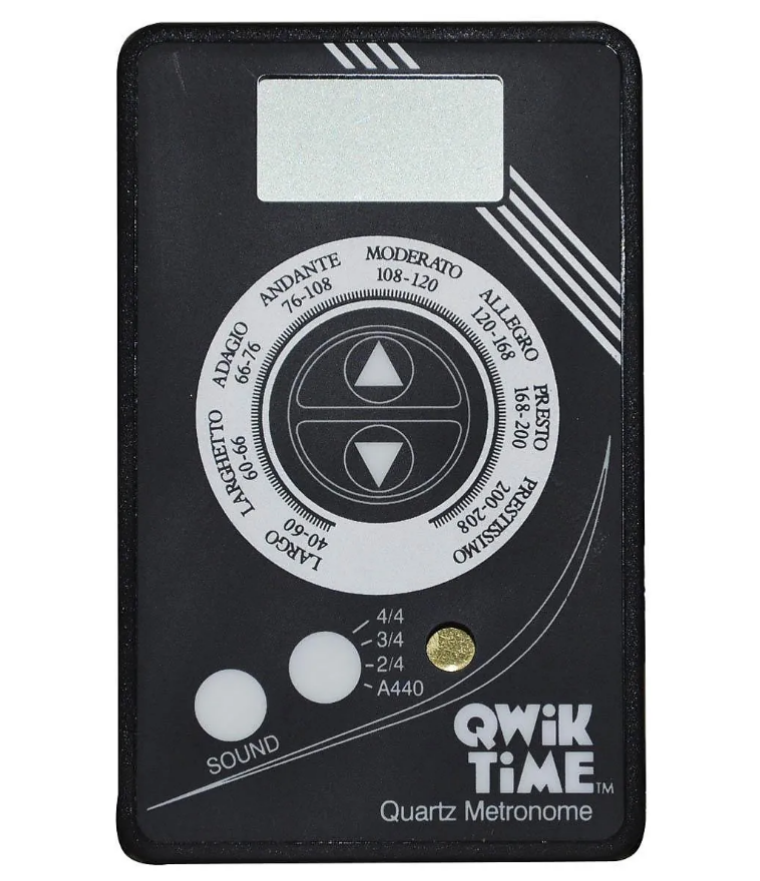 LARGO
40-60
LARGHETTO
60-66
ADAGIO
66-76
ANDANTE
76-108
MODERATO
108-120
ALLEGRO
120-168
PRESTO
168-200
PRESTISSIMO
200-208
4/4
3/4
2/4
A440
SOUND
QWiK
TiME™
Quartz Metronome